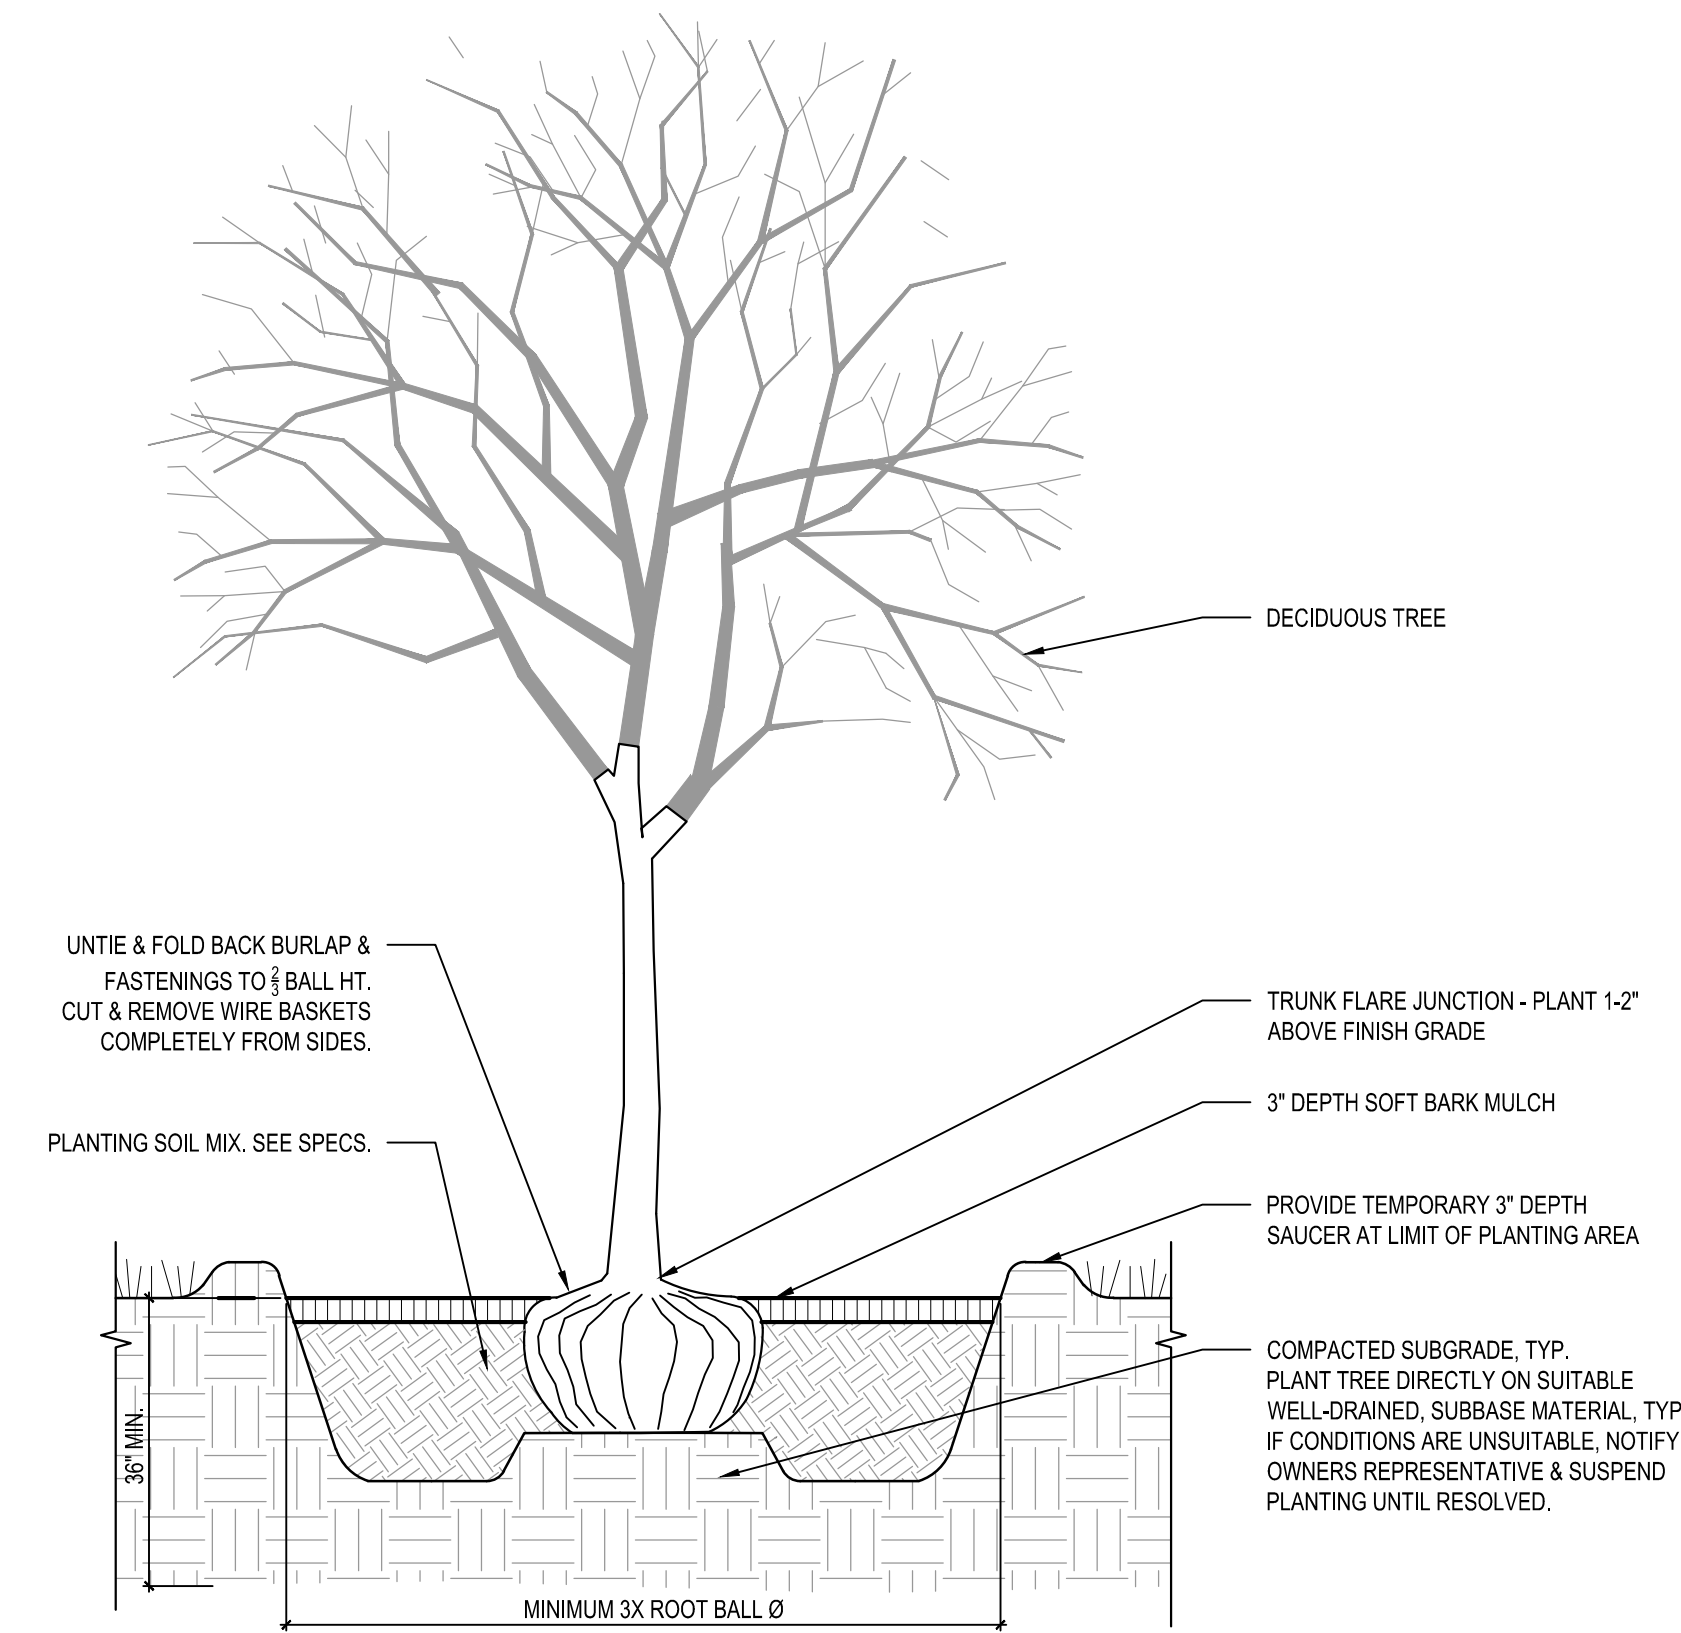 DECIDUOUS TREE
UNTIE & FOLD BACK BURLAP &
FASTENINGS TO 2/3 BALL HT.
CUT & REMOVE WIRE BASKETS
COMPLETELY FROM SIDES.
PLANTING SOIL MIX. SEE SPECS.
TRUNK FLARE JUNCTION - PLANT 1-2"
ABOVE FINISH GRADE
3" DEPTH SOFT BARK MULCH
PROVIDE TEMPORARY 3" DEPTH
SAUCER AT LIMIT OF PLANTING AREA
COMPACTED SUBGRADE, TYP.
PLANT TREE DIRECTLY ON SUITABLE
WELL-DRAINED, SUBBASE MATERIAL, TYP
IF CONDITIONS ARE UNSUITABLE, NOTIFY
OWNERS REPRESENTATIVE & SUSPEND
PLANTING UNTIL RESOLVED.
36" MIN.
MINIMUM 3X ROOT BALL Ø